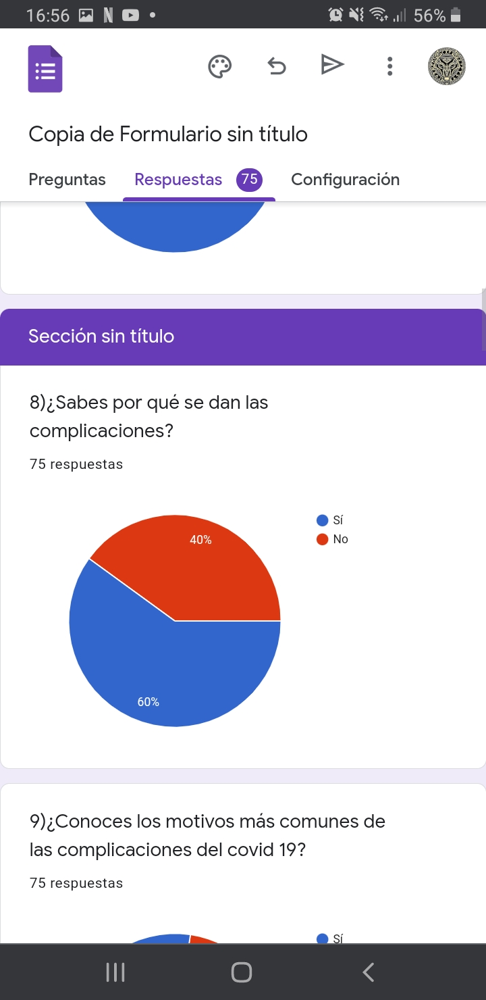 16:56
56%
Copia de Formulario sin título
Preguntas Respuestas 75 Configuración
Sección sin título
8)¿Sabes por qué se dan las
complicaciones?
75 respuestas
Sí
No
40%
60%
9)¿Conoces los motivos más comunes de
las complicaciones del covid 19?
75 respuestas
Sí